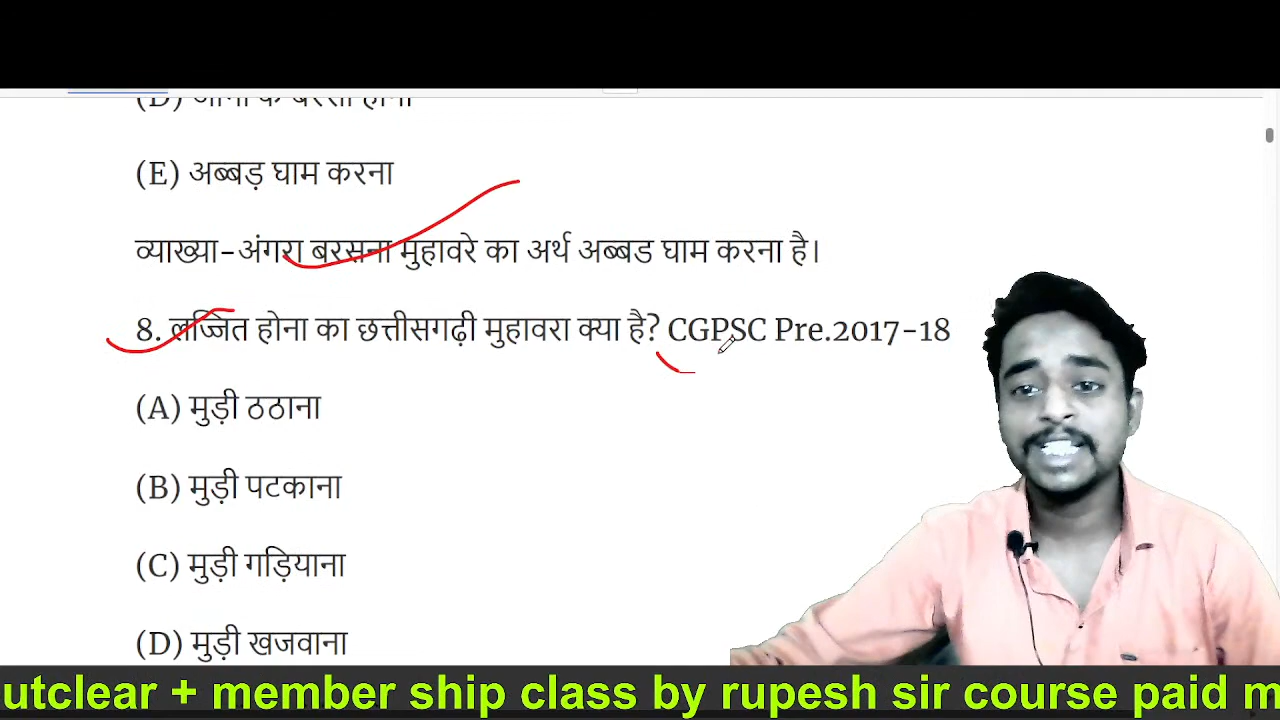 (E) अब्बड़ घाम करना
व्याख्या-अंगरा बरसना मुहावरे का अर्थ अब्बड घाम करना है।
8. लज्जित होना का छत्तीसगढ़ी मुहावरा क्या है? CGPSC Pre.2017-18
(A) मुड़ी ठठाना
(B) मुड़ी पटकाना
(C) मुड़ी गड़ियाना
(D) मुड़ी खजवाना
utclear + member ship class by rupesh sir course paid m